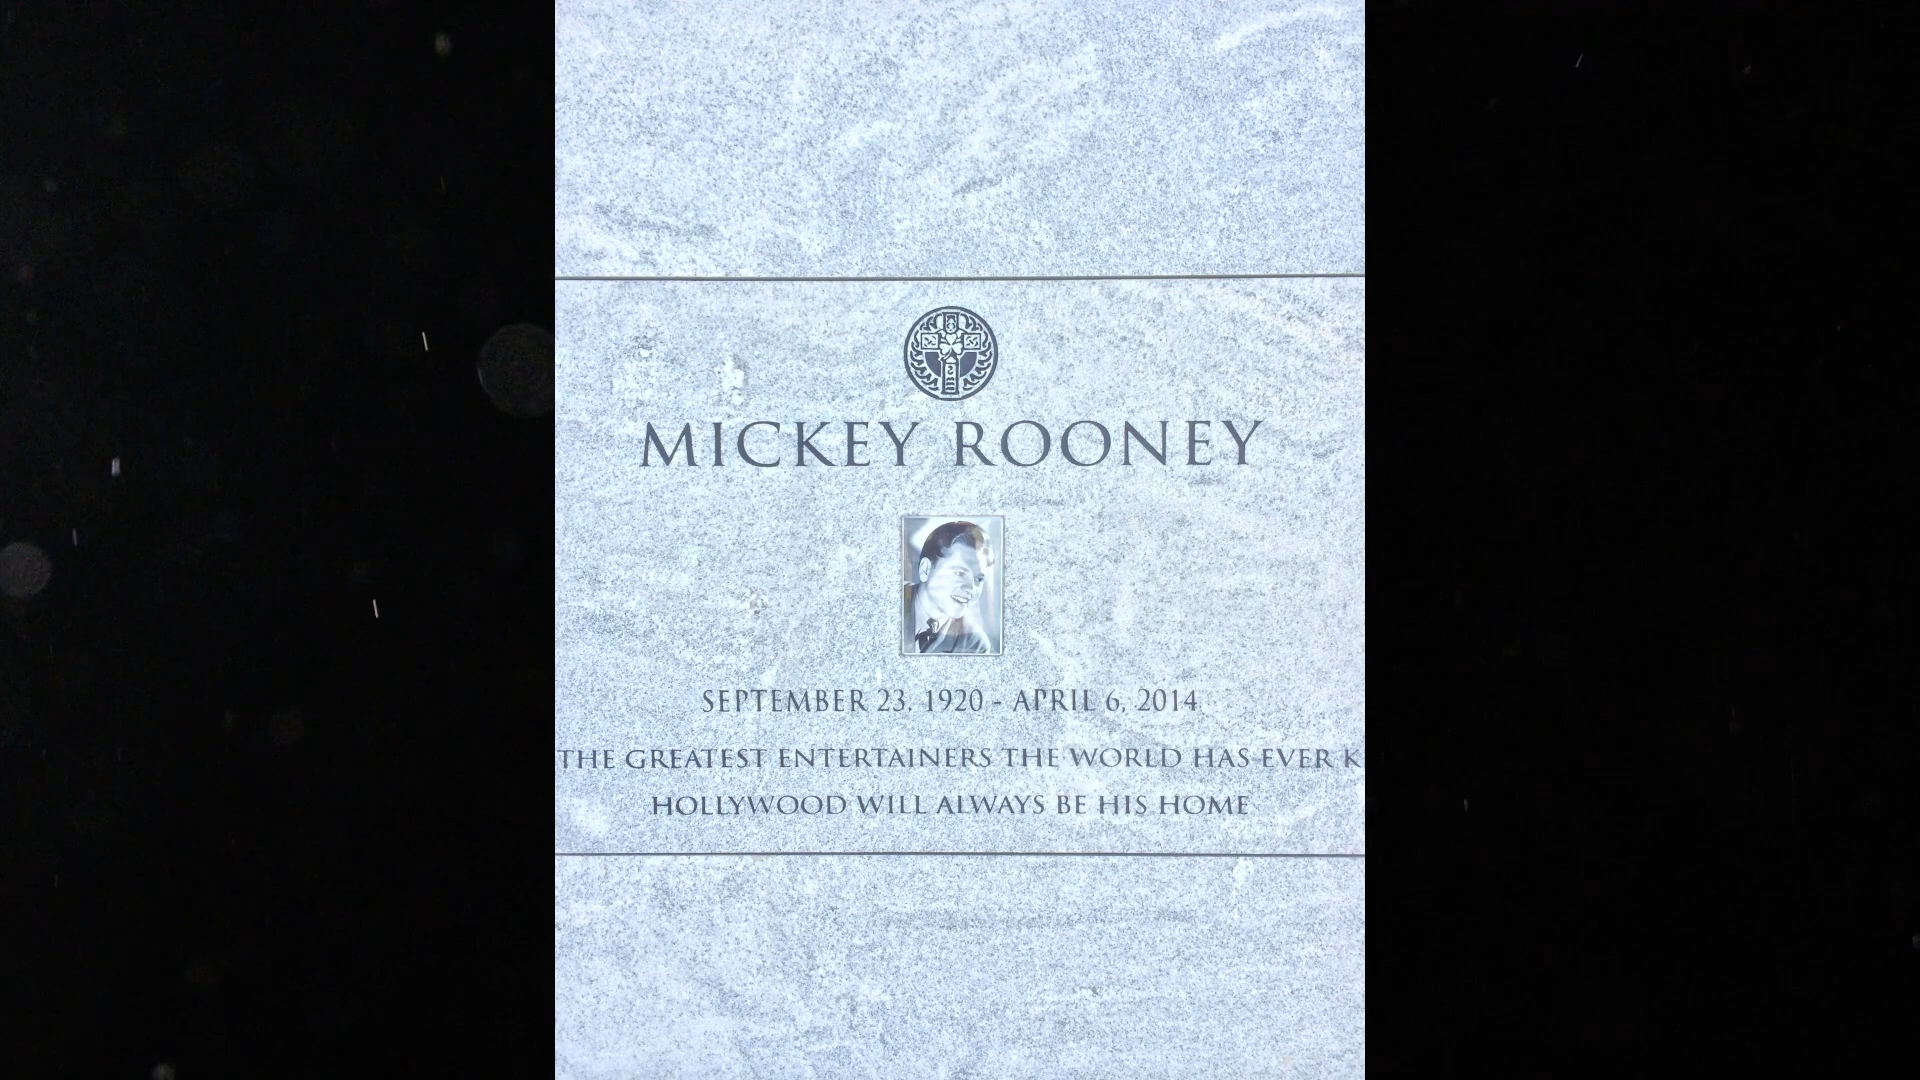 MICKEY ROONEY
SEPTEMBER 23, 1920 - APRIL 6, 2014
THE GREATEST ENTERTAINERS THE WORLD HAS EVER K
HOLLYWOOD WILL ALWAYS BE HIS HOME